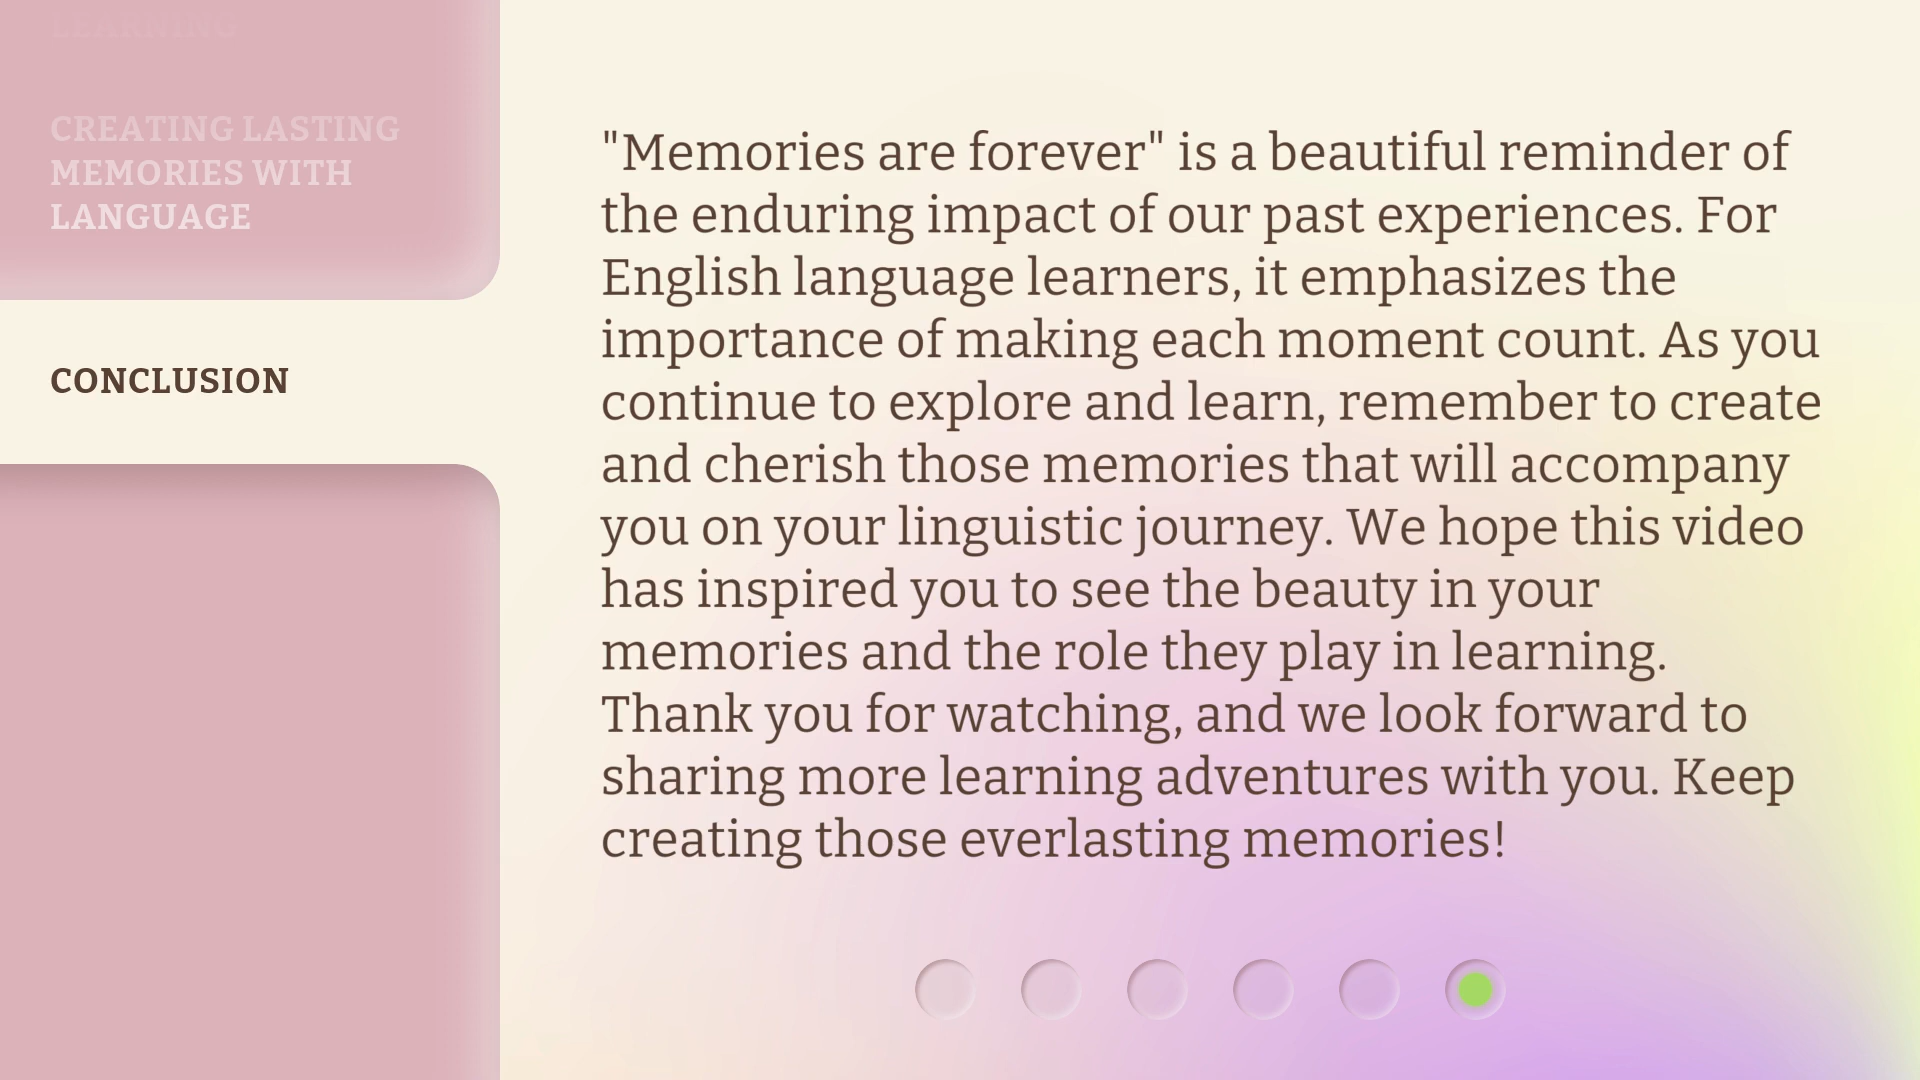 LEARNING
CREATING LASTING
MEMORIES WITH
LANGUAGE
CONCLUSION
"Memories are forever" is a beautiful reminder of
the enduring impact of our past experiences. For
English language learners, it emphasizes the
importance of making each moment count. As you
continue to explore and learn, remember to create
and cherish those memories that will accompany
you on your linguistic journey. We hope this video
has inspired you to see the beauty in your
memories and the role they play in learning.
Thank you for watching, and we look forward to
sharing more learning adventures with you. Keep
creating those everlasting memories!